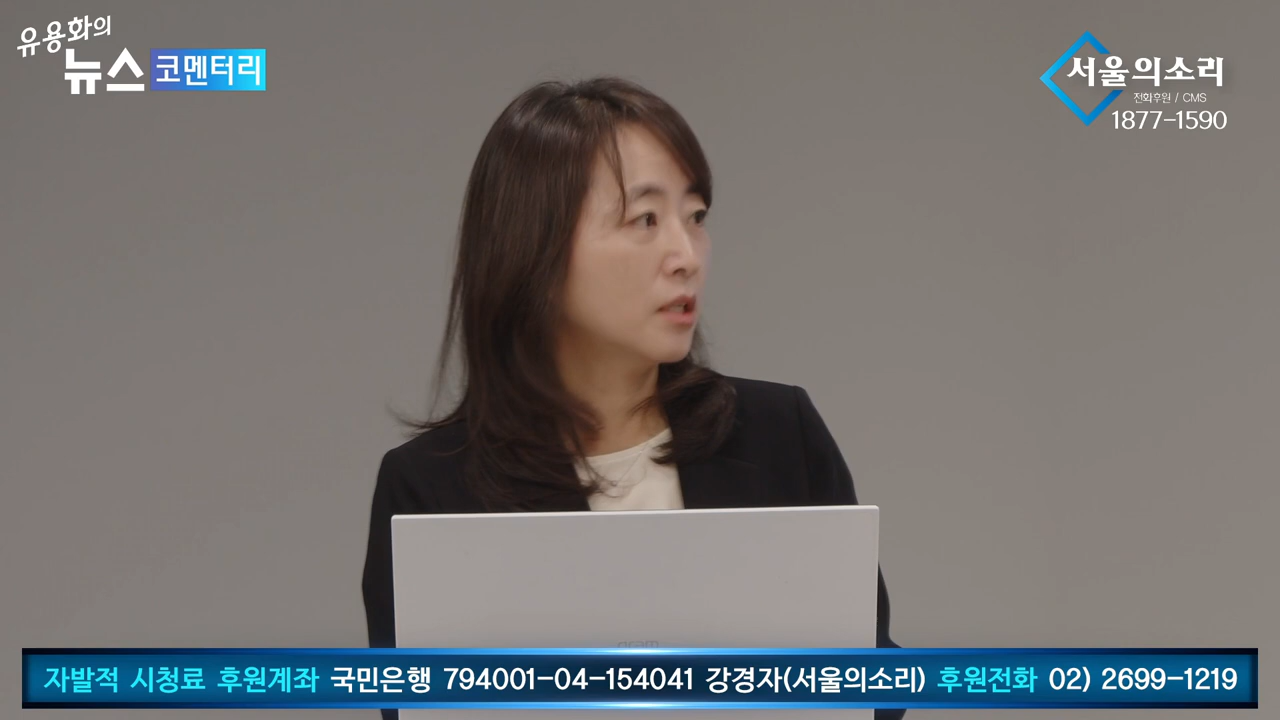 유용화의
뉴스 코멘터리
서울의소리
전화후원 / CMS
1877-1590
gram
자발적 시청료 후원계좌 국민은행 794001-04-154041 강경자(서울의소리) 후원전화 02) 2699-1219